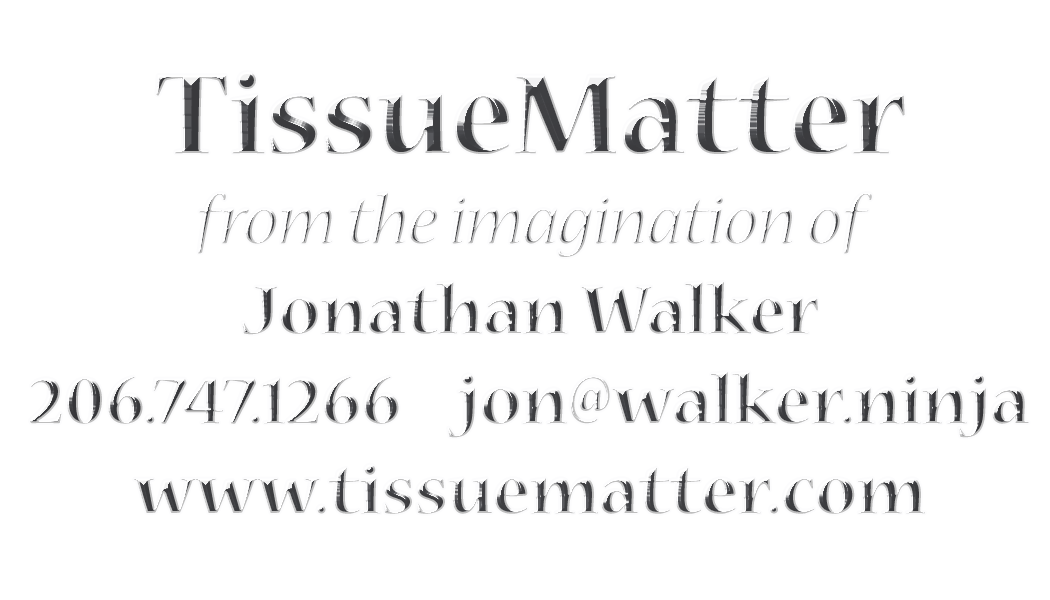 TissueMatter
from the imagination of
Jonathan Walker
206.747.1266 jon@walker.ninja
www.tissuematter.com